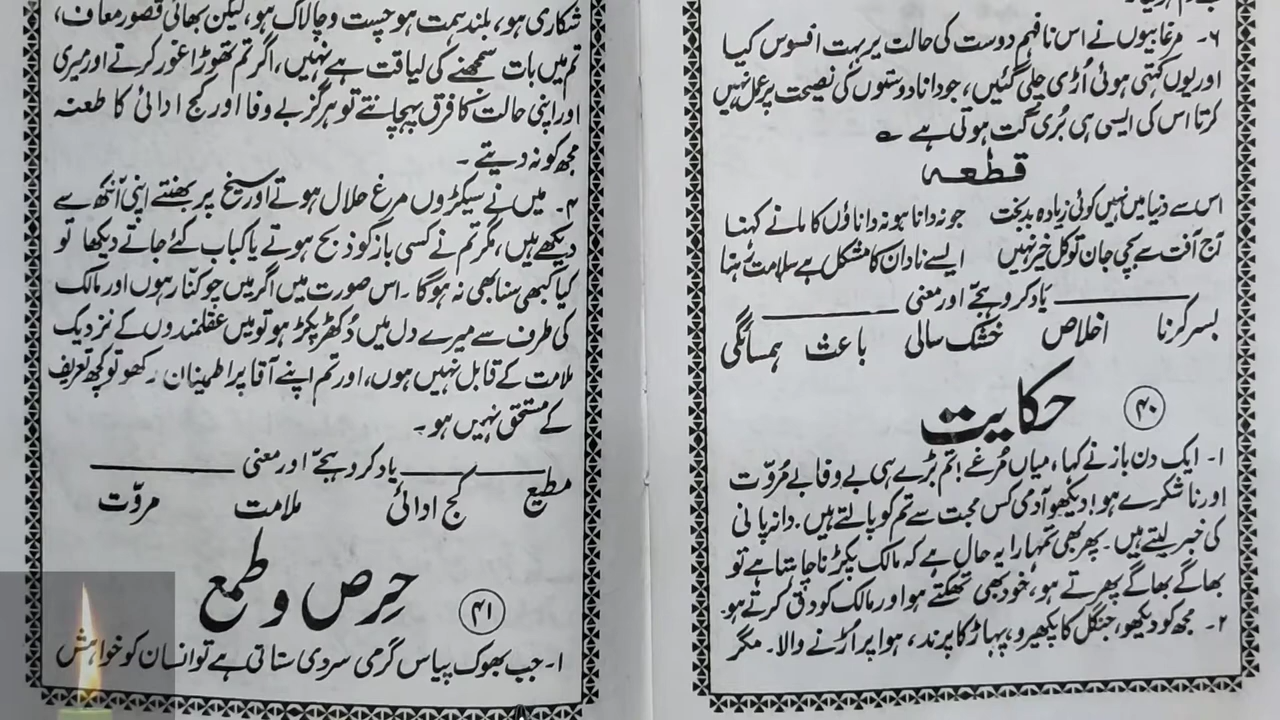 ۶۔ مرغابیوں نے اس نافہم دوست کی حالت پر بہت افسوس کیا
اور یوں کہتی ہوئی اُڑی چلی گئیں، جو دانا دوستوں کی نصیحت پر عمل نہیں
کرتا اس کی ایسی ہی بُری گت ہوتی ہے ؎
قطعہ
اس سے دنیا میں نہیں کوئی زیادہ بدبخت جو نہ دانا ہو نہ داناؤں کا مانے کہنا
آج آفت سے بچی جان تو کل خیر نہیں ایسے نادان کا مشکل ہے سلامت رہنا
یاد کرو ہجّے اور معنی
بسر کرنا اخلاص خشک سالی باعث ہمسائگی
۴۰ حکایت
۱۔ ایک دن باز نے کہا، میاں مُرغے! تم بڑے ہی بے وفا بے مُروّت
اور ناشکرے ہو! دیکھو آدمی کس محبت سے تم کو پالتے ہیں۔ دانہ پانی
کی خبر لیتے ہیں۔ پھر بھی تمہارا یہ حال ہے کہ مالک پکڑنا چاہتا ہے تو
بھاگے بھاگے پھرتے ہو، خود بھی تھکتے ہو اور مالک کو دق کرتے ہو۔
۲۔ مجھ کو دیکھو، جنگل کا پکھیرو، پہاڑ کا پرند، ہوا پر اُڑنے والا۔ مگر
شکاری ہو، بلند ہمت ہو چست و چالاک ہو، لیکن بھائی قصور معاف،
تم میں بات سمجھنے کی لیاقت ہے نہیں، اگر تم تھوڑا غور کرتے اور میری
اور اپنی حالت کا فرق پہچانتے تو ہرگز بے وفا اور کج ادائی کا طعنہ
مجھ کو نہ دیتے۔
۴۔ میں نے سیکڑوں مرغ حلال ہوتے اور سیخ پر بھنتے اپنی آنکھ سے
دیکھے ہیں، مگر تم نے کسی باز کو ذبح ہوتے یا کباب کئے جاتے دیکھا تو
کیا کبھی سنا بھی نہ ہوگا۔ اس صورت میں اگر میں چوکنّا رہوں اور مالک
کی طرف سے میرے دل میں دُکھڑ پکڑ ہو تو میں عقلمندوں کے نزدیک
ملامت کے قابل نہیں ہوں، اور تم اپنے آقا پر اطمینان رکھو تو کچھ تعریف
کے مستحق نہیں ہو۔
یاد کرو ہجّے اور معنی
مطیع کج ادائی ملامت مروّت
۴۱ حِرص و طمع
۱۔ جب بھوک پیاس گرمی سردی ستاتی ہے تو انسان کو خواہش